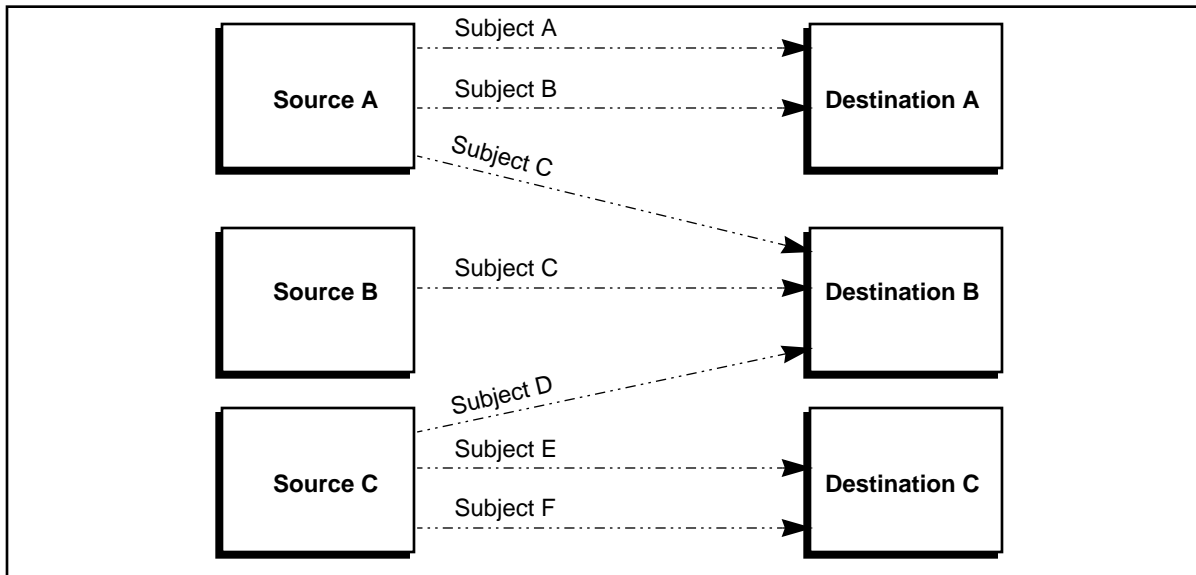 Subject A
Source A
Subject B
Destination A
Subject C
Source B
Subject C
Destination B
Subject D
Source C
Subject E
Destination C
Subject F